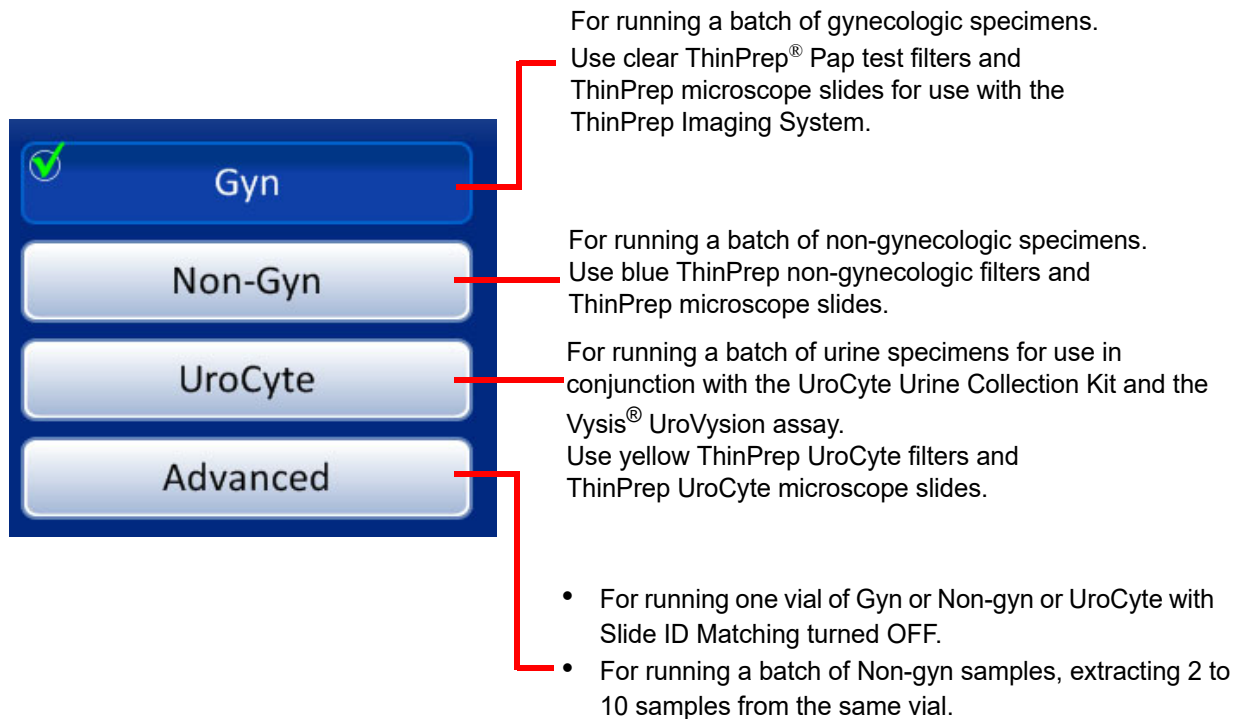 For running a batch of gynecologic specimens.
Use clear ThinPrep® Pap test filters and
ThinPrep microscope slides for use with the
ThinPrep Imaging System.
Gyn
Non-Gyn
For running a batch of non-gynecologic specimens.
Use blue ThinPrep non-gynecologic filters and
ThinPrep microscope slides.
UroCyte
For running a batch of urine specimens for use in
conjunction with the UroCyte Urine Collection Kit and the
Vysis® UroVysion assay.
Use yellow ThinPrep UroCyte filters and
ThinPrep UroCyte microscope slides.
Advanced
• For running one vial of Gyn or Non-gyn or UroCyte with
Slide ID Matching turned OFF.
• For running a batch of Non-gyn samples, extracting 2 to
10 samples from the same vial.